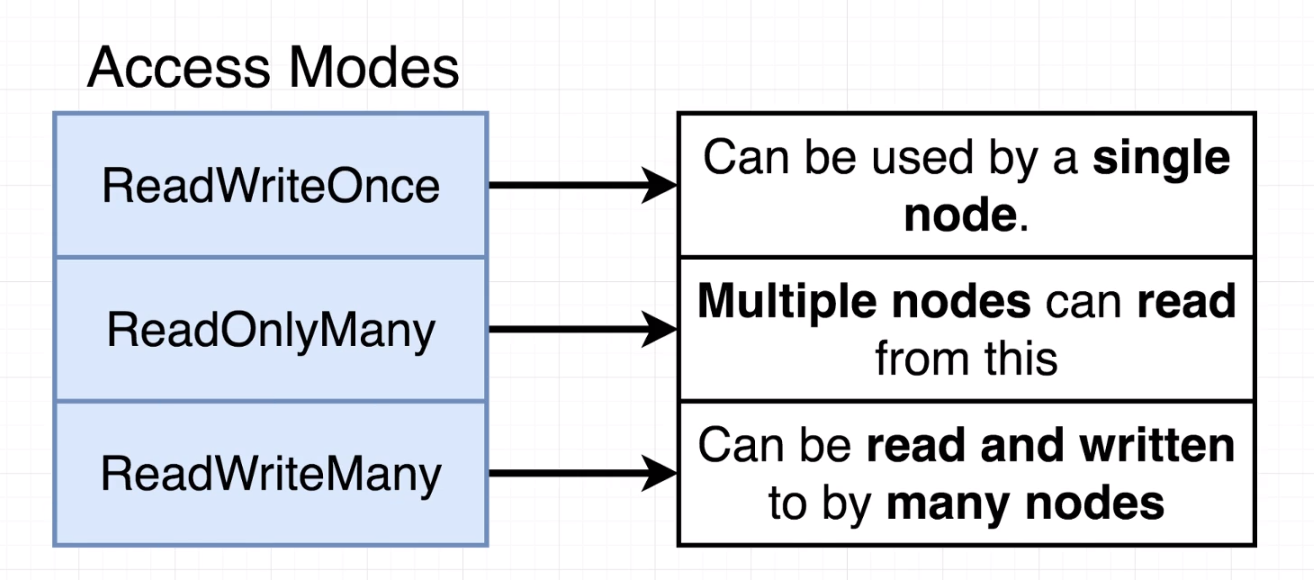 Access Modes
ReadWriteOnce
Can be used by a single
node.
ReadOnlyMany
Multiple nodes can read
from this
ReadWriteMany
Can be read and written
to by many nodes